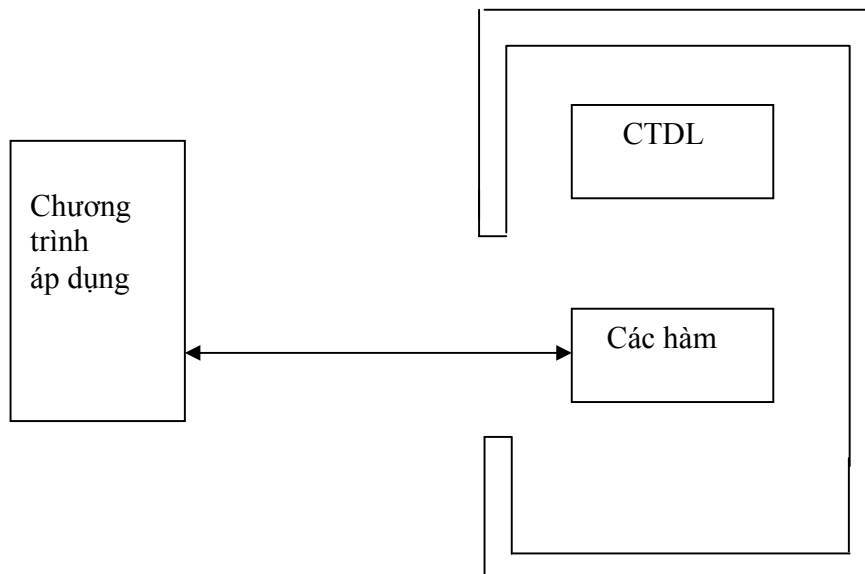 CTDL
Chương
trình
áp dụng
Các hàm